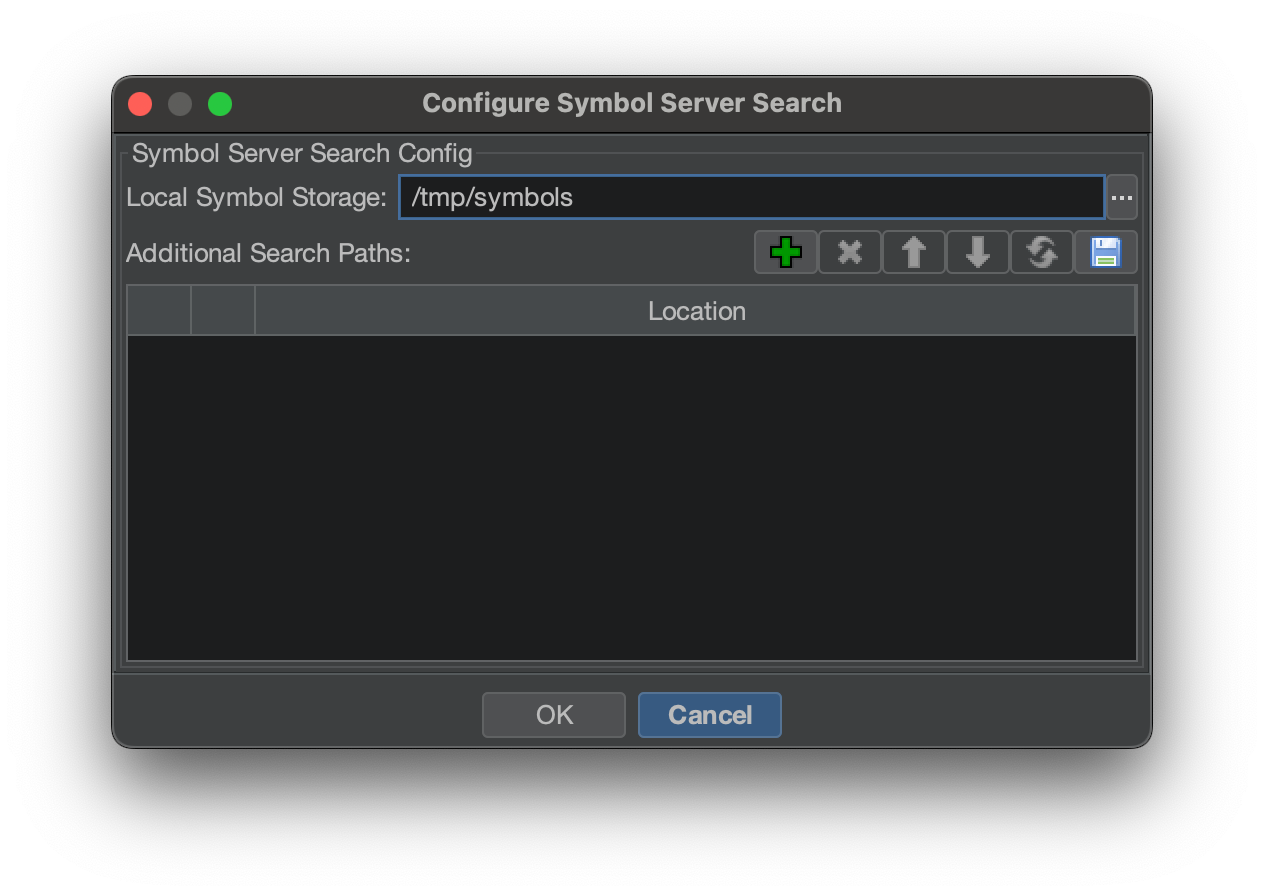 Configure Symbol Server Search
Symbol Server Search Config
Local Symbol Storage: /tmp/symbols ...
Additional Search Paths:
Location
OK Cancel